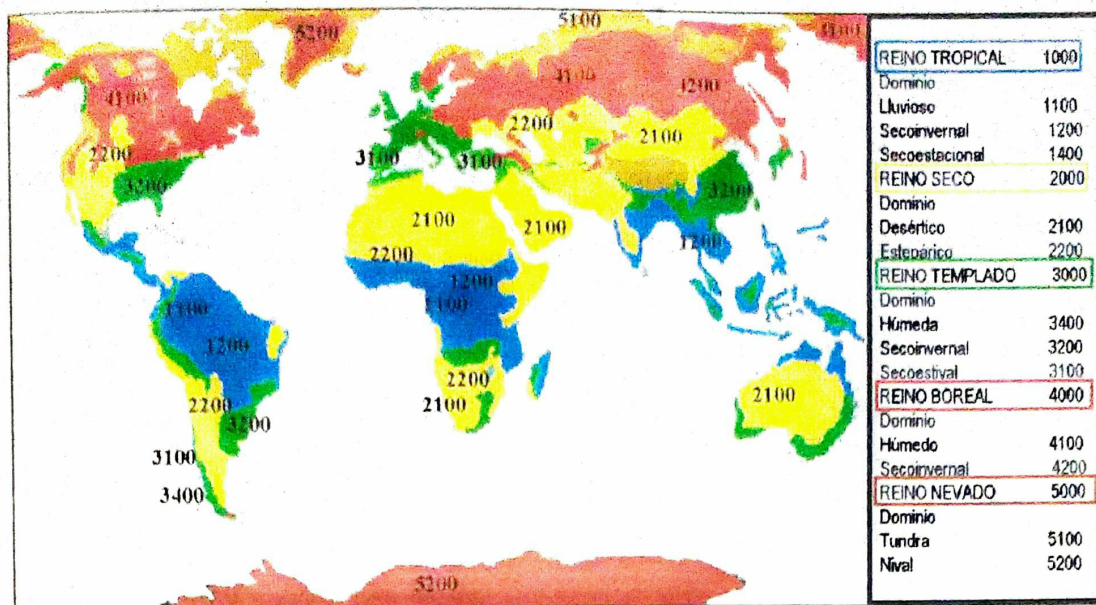 5100
5200
3100
4100
4100
4200
2200
2200
2100
3100
3100
3200
3200
2100
2100
2200
1200
1200
1100
1100
1200
2200
2200
2100
2100
3200
3100
3400
5200
REINO TROPICAL 1000
Dominio
Lluvioso 1100
Secoinvernal 1200
Secoestacional 1400
REINO SECO 2000
Dominio
Desértico 2100
Estepárico 2200
REINO TEMPLADO 3000
Dominio
Húmeda 3400
Secoinvernal 3200
Secoestival 3100
REINO BOREAL 4000
Dominio
Húmedo 4100
Secoinvernal 4200
REINO NEVADO 5000
Dominio
Tundra 5100
Nival 5200